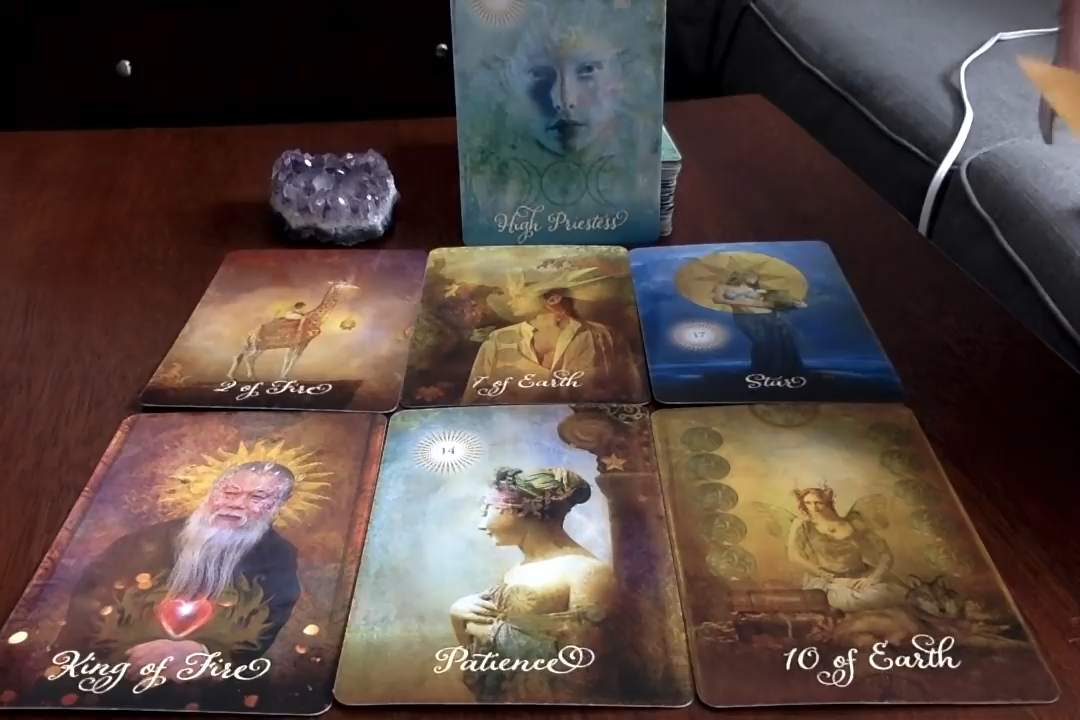 High Priestess
2 of Fire
7 of Earth
17
Star
King of Fire
14
Patience
10 of Earth